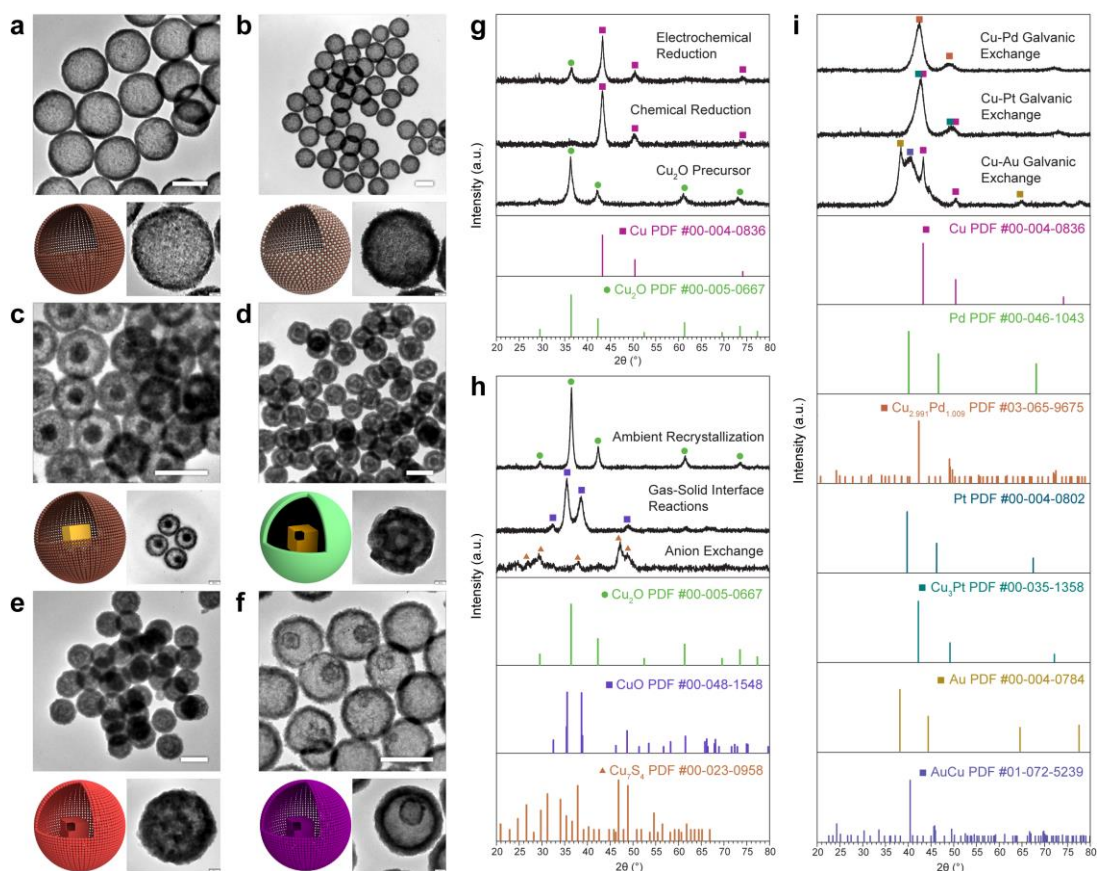 a
b
c
d
e
f
g
Electrochemical
Reduction
Chemical Reduction
Cu₂O Precursor
Intensity (a.u.)
■ Cu PDF #00-004-0836
● Cu₂O PDF #00-005-0667
20 25 30 35 40 45 50 55 60 65 70 75 80
2θ (°)
h
Ambient Recrystallization
Gas-Solid Interface
Reactions
Anion Exchange
Intensity (a.u.)
● Cu₂O PDF #00-005-0667
■ CuO PDF #00-048-1548
▲ Cu₇S₄ PDF #00-023-0958
20 25 30 35 40 45 50 55 60 65 70 75 80
2θ (°)
i
Cu-Pd Galvanic
Exchange
Cu-Pt Galvanic
Exchange
Cu-Au Galvanic
Exchange
Intensity (a.u.)
■ Cu PDF #00-004-0836
Pd PDF #00-046-1043
■ Cu₂.₉₉₁Pd₁.₀₀₉ PDF #03-065-9675
Pt PDF #00-004-0802
■ Cu₃Pt PDF #00-035-1358
■ Au PDF #00-004-0784
■ AuCu PDF #01-072-5239
20 25 30 35 40 45 50 55 60 65 70 75 80
2θ (°)